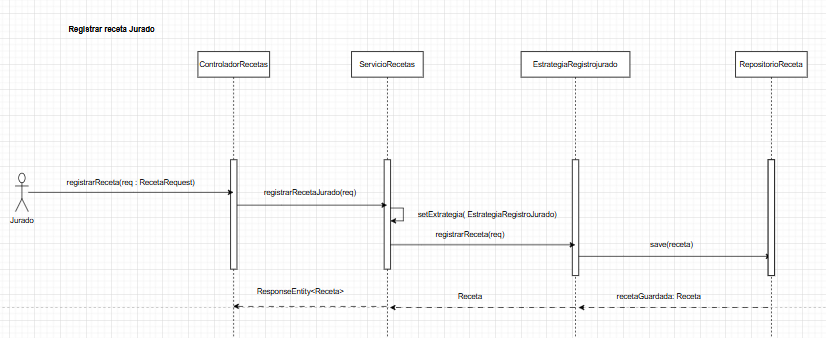 Registrar receta Jurado
ControladorRecetas
ServicioRecetas
EstrategiaRegistrojurado
RepositorioReceta
registrarReceta(req : RecetaRequest)
Jurado
registrarRecetaJurado(req)
setExtrategia( EstrategiaRegistroJurado)
registrarReceta(req)
save(receta)
ResponseEntity<Receta>
Receta
recetaGuardada: Receta